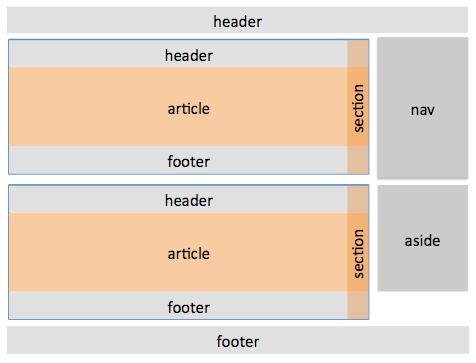 header
header
article
section
footer
nav
header
article
section
footer
aside
footer